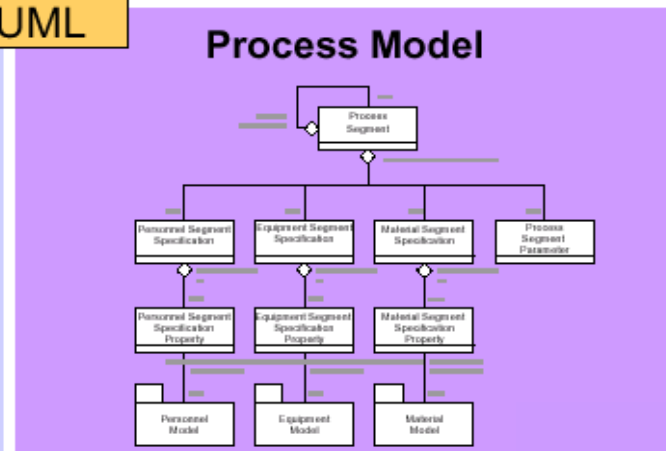 UML
Process Model
Process
Segment
Personnel Segment
Specification
Equipment Segment
Specification
Material Segment
Specification
Process
Segment
Parameter
Personnel Segment
Specification
Property
Equipment Segment
Specification
Property
Material Segment
Specification
Property
Personnel
Model
Equipment
Model
Material
Model